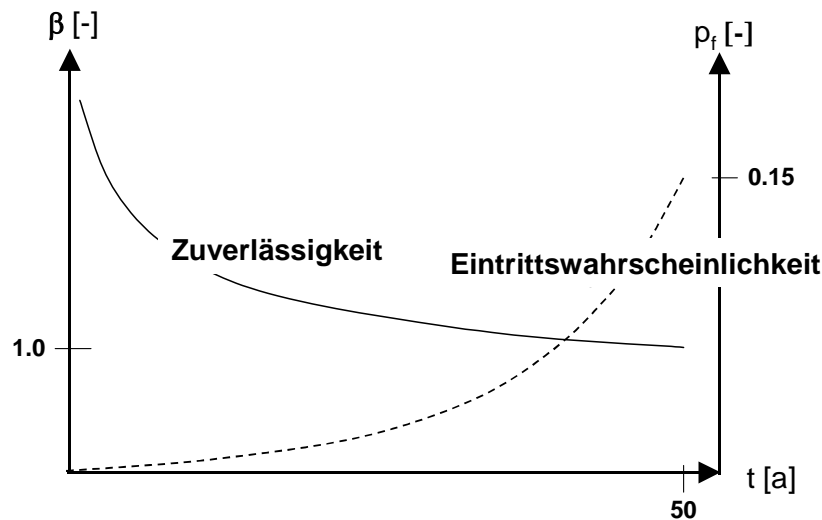 β [-]
p_f [-]
0.15
Zuverlässigkeit
Eintrittswahrscheinlichkeit
1.0
t [a]
50